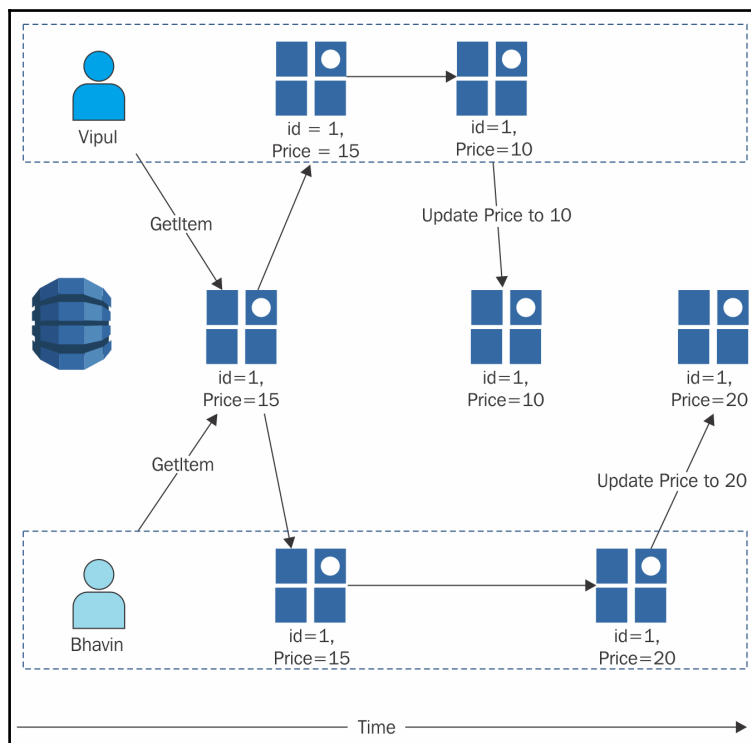 Vipul
id = 1,
Price = 15
id=1,
Price=10
GetItem
Update Price to 10
id=1,
Price=15
id=1,
Price=10
id=1,
Price=20
GetItem
Update Price to 20
Bhavin
id=1,
Price=15
id=1,
Price=20
Time